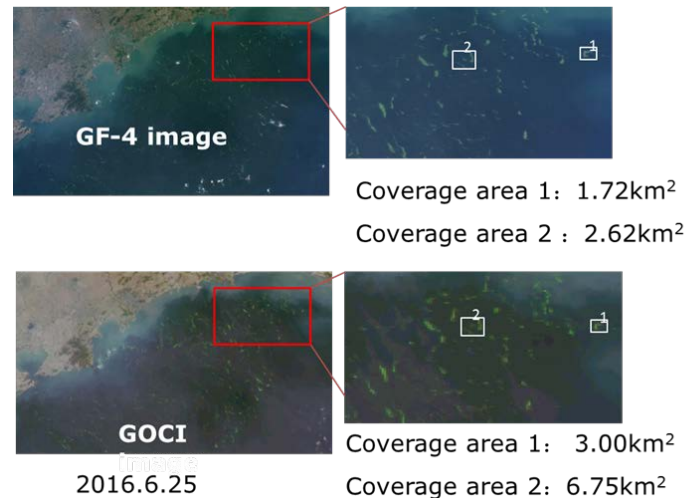 2
1
GF-4 image
Coverage area 1：1.72km²
Coverage area 2：2.62km²
2
1
GOCI
image
Coverage area 1： 3.00km²
2016.6.25
Coverage area 2：6.75km²